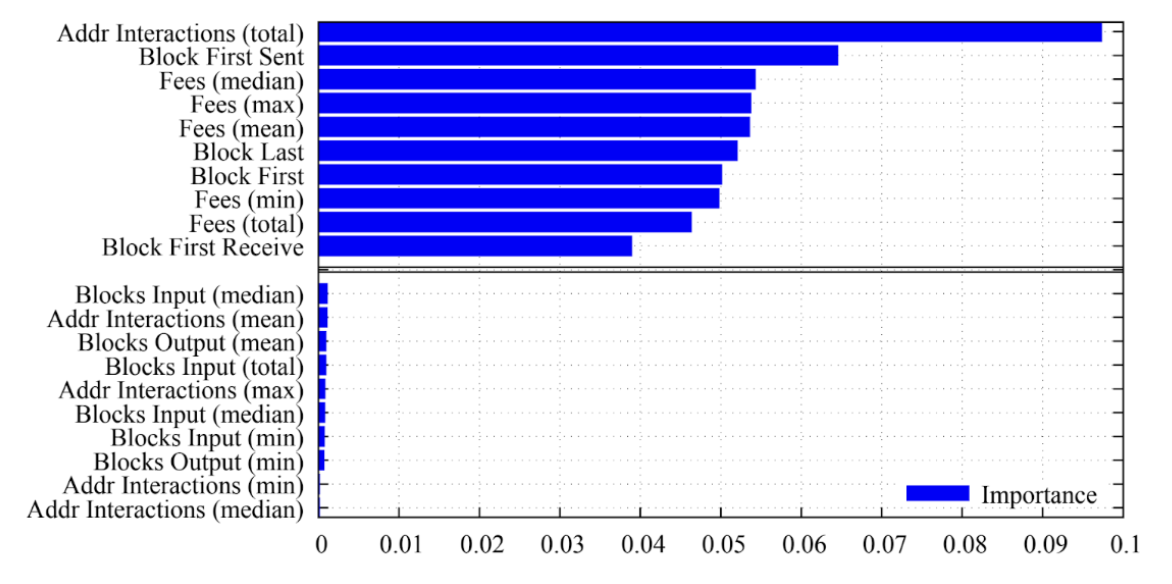 Addr Interactions (total)
Block First Sent
Fees (median)
Fees (max)
Fees (mean)
Block Last
Block First
Fees (min)
Fees (total)
Block First Receive
Blocks Input (median)
Addr Interactions (mean)
Blocks Output (mean)
Blocks Input (total)
Addr Interactions (max)
Blocks Input (median)
Blocks Input (min)
Blocks Output (min)
Addr Interactions (min)
Addr Interactions (median)
Importance
0 0.01 0.02 0.03 0.04 0.05 0.06 0.07 0.08 0.09 0.1